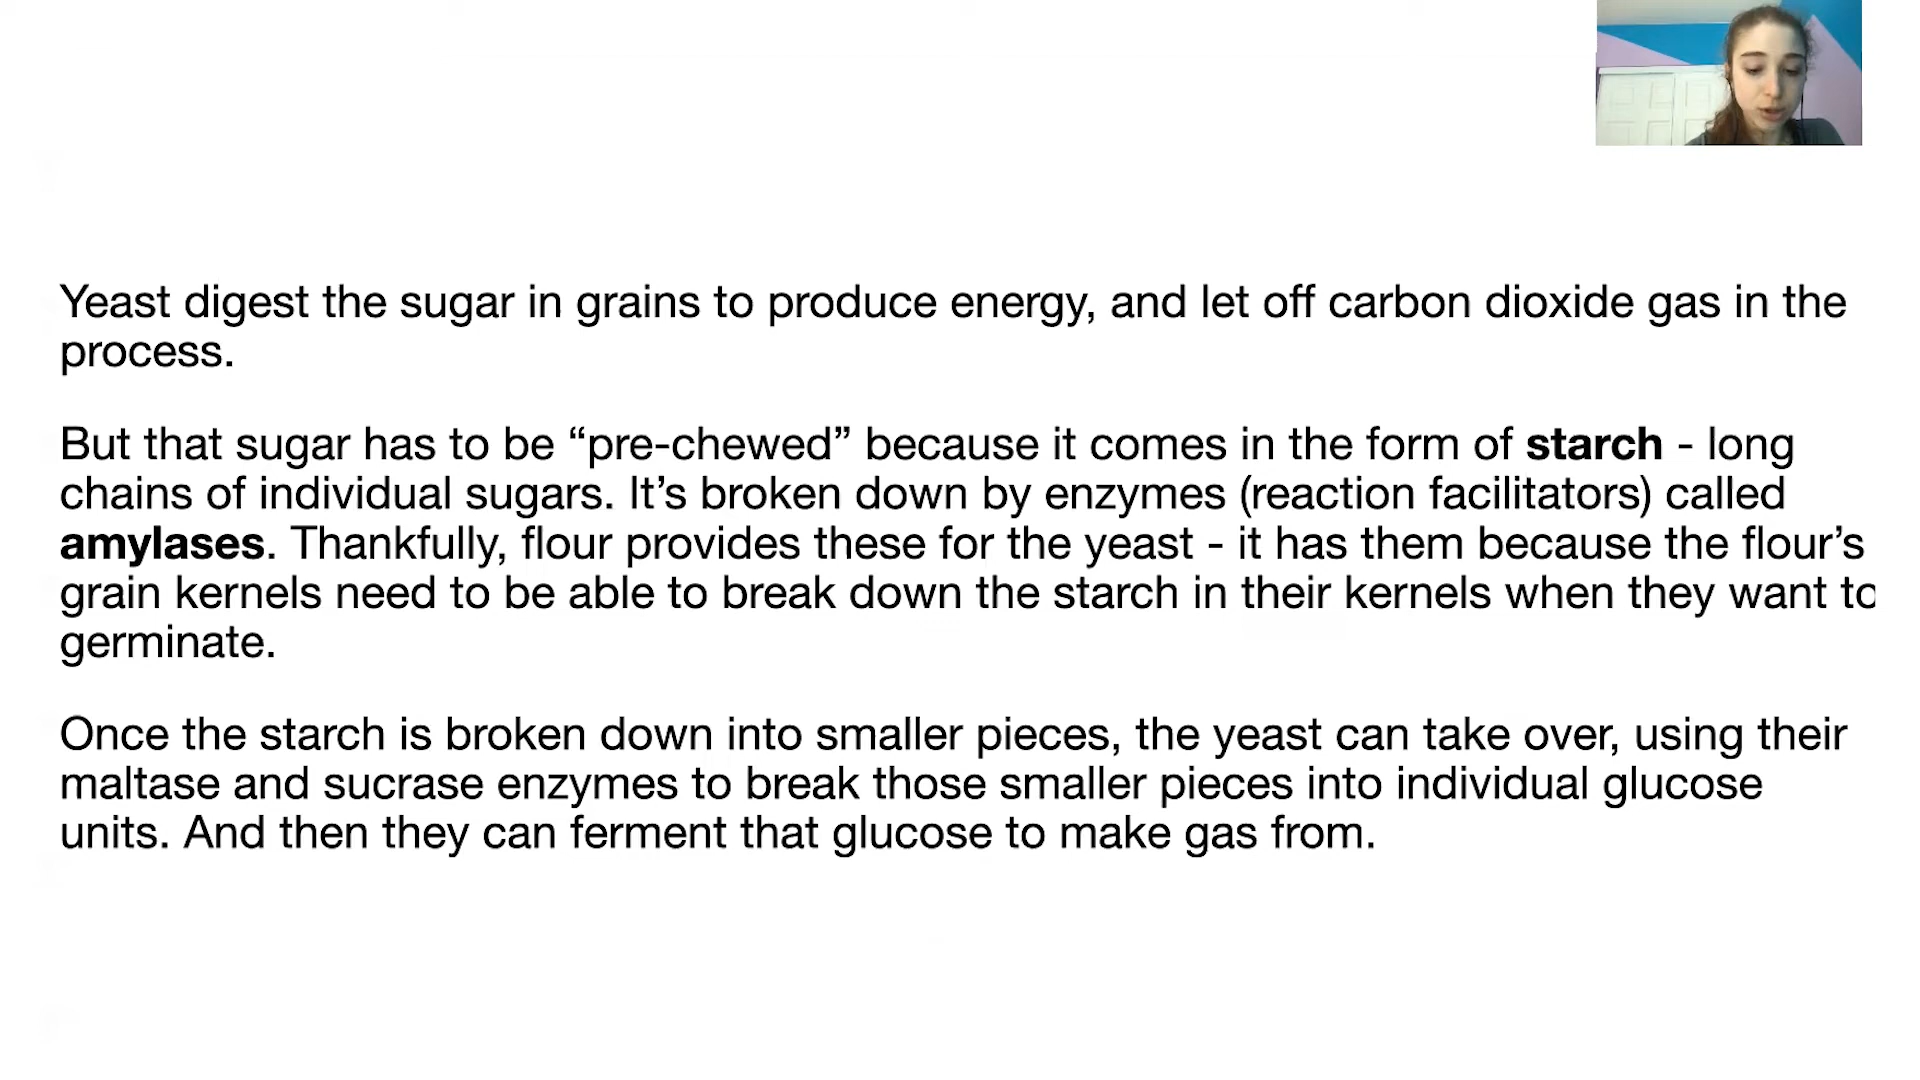 Yeast digest the sugar in grains to produce energy, and let off carbon dioxide gas in the
process.
But that sugar has to be “pre-chewed” because it comes in the form of starch - long
chains of individual sugars. It’s broken down by enzymes (reaction facilitators) called
amylases. Thankfully, flour provides these for the yeast - it has them because the flour’s
grain kernels need to be able to break down the starch in their kernels when they want to
germinate.
Once the starch is broken down into smaller pieces, the yeast can take over, using their
maltase and sucrase enzymes to break those smaller pieces into individual glucose
units. And then they can ferment that glucose to make gas from.